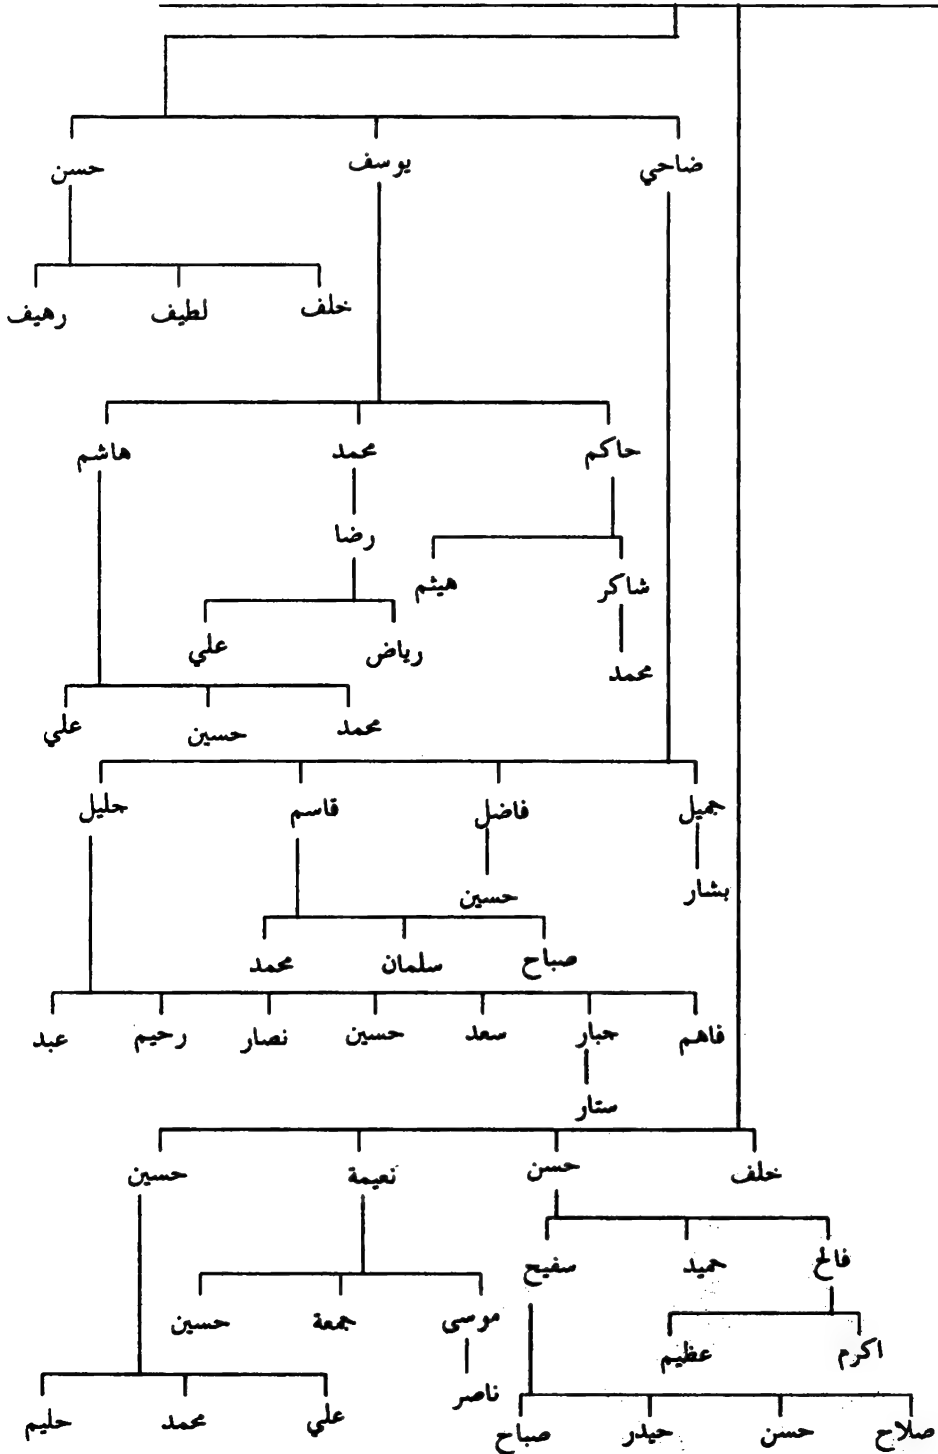 ضاحي يوسف حسن
خلف لطيف رهيف
حاكم محمد هاشم
رضا
شاكر هيثم
رياض علي
محمد
محمد حسين علي
جميل فاضل قاسم حليل
بشار
حسين
صباح سلمان محمد
فاهم جبار سعد حسين نصار رحيم عبد
ستار
خلف حسن نعيمة حسين
فالح حميد سفيح
موسى جمعة حسين
اكرم عظيم
ناصر
علي محمد حليم
صلاح حسن حيدر صباح